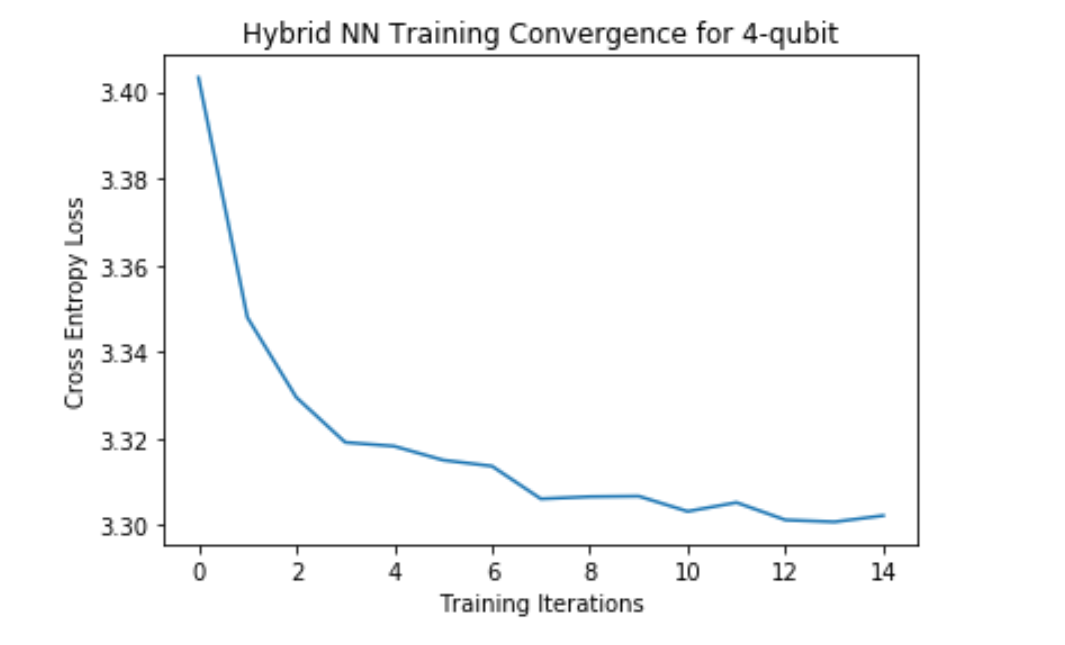 Hybrid NN Training Convergence for 4-qubit
Cross Entropy Loss
3.40
3.38
3.36
3.34
3.32
3.30
0 2 4 6 8 10 12 14
Training Iterations